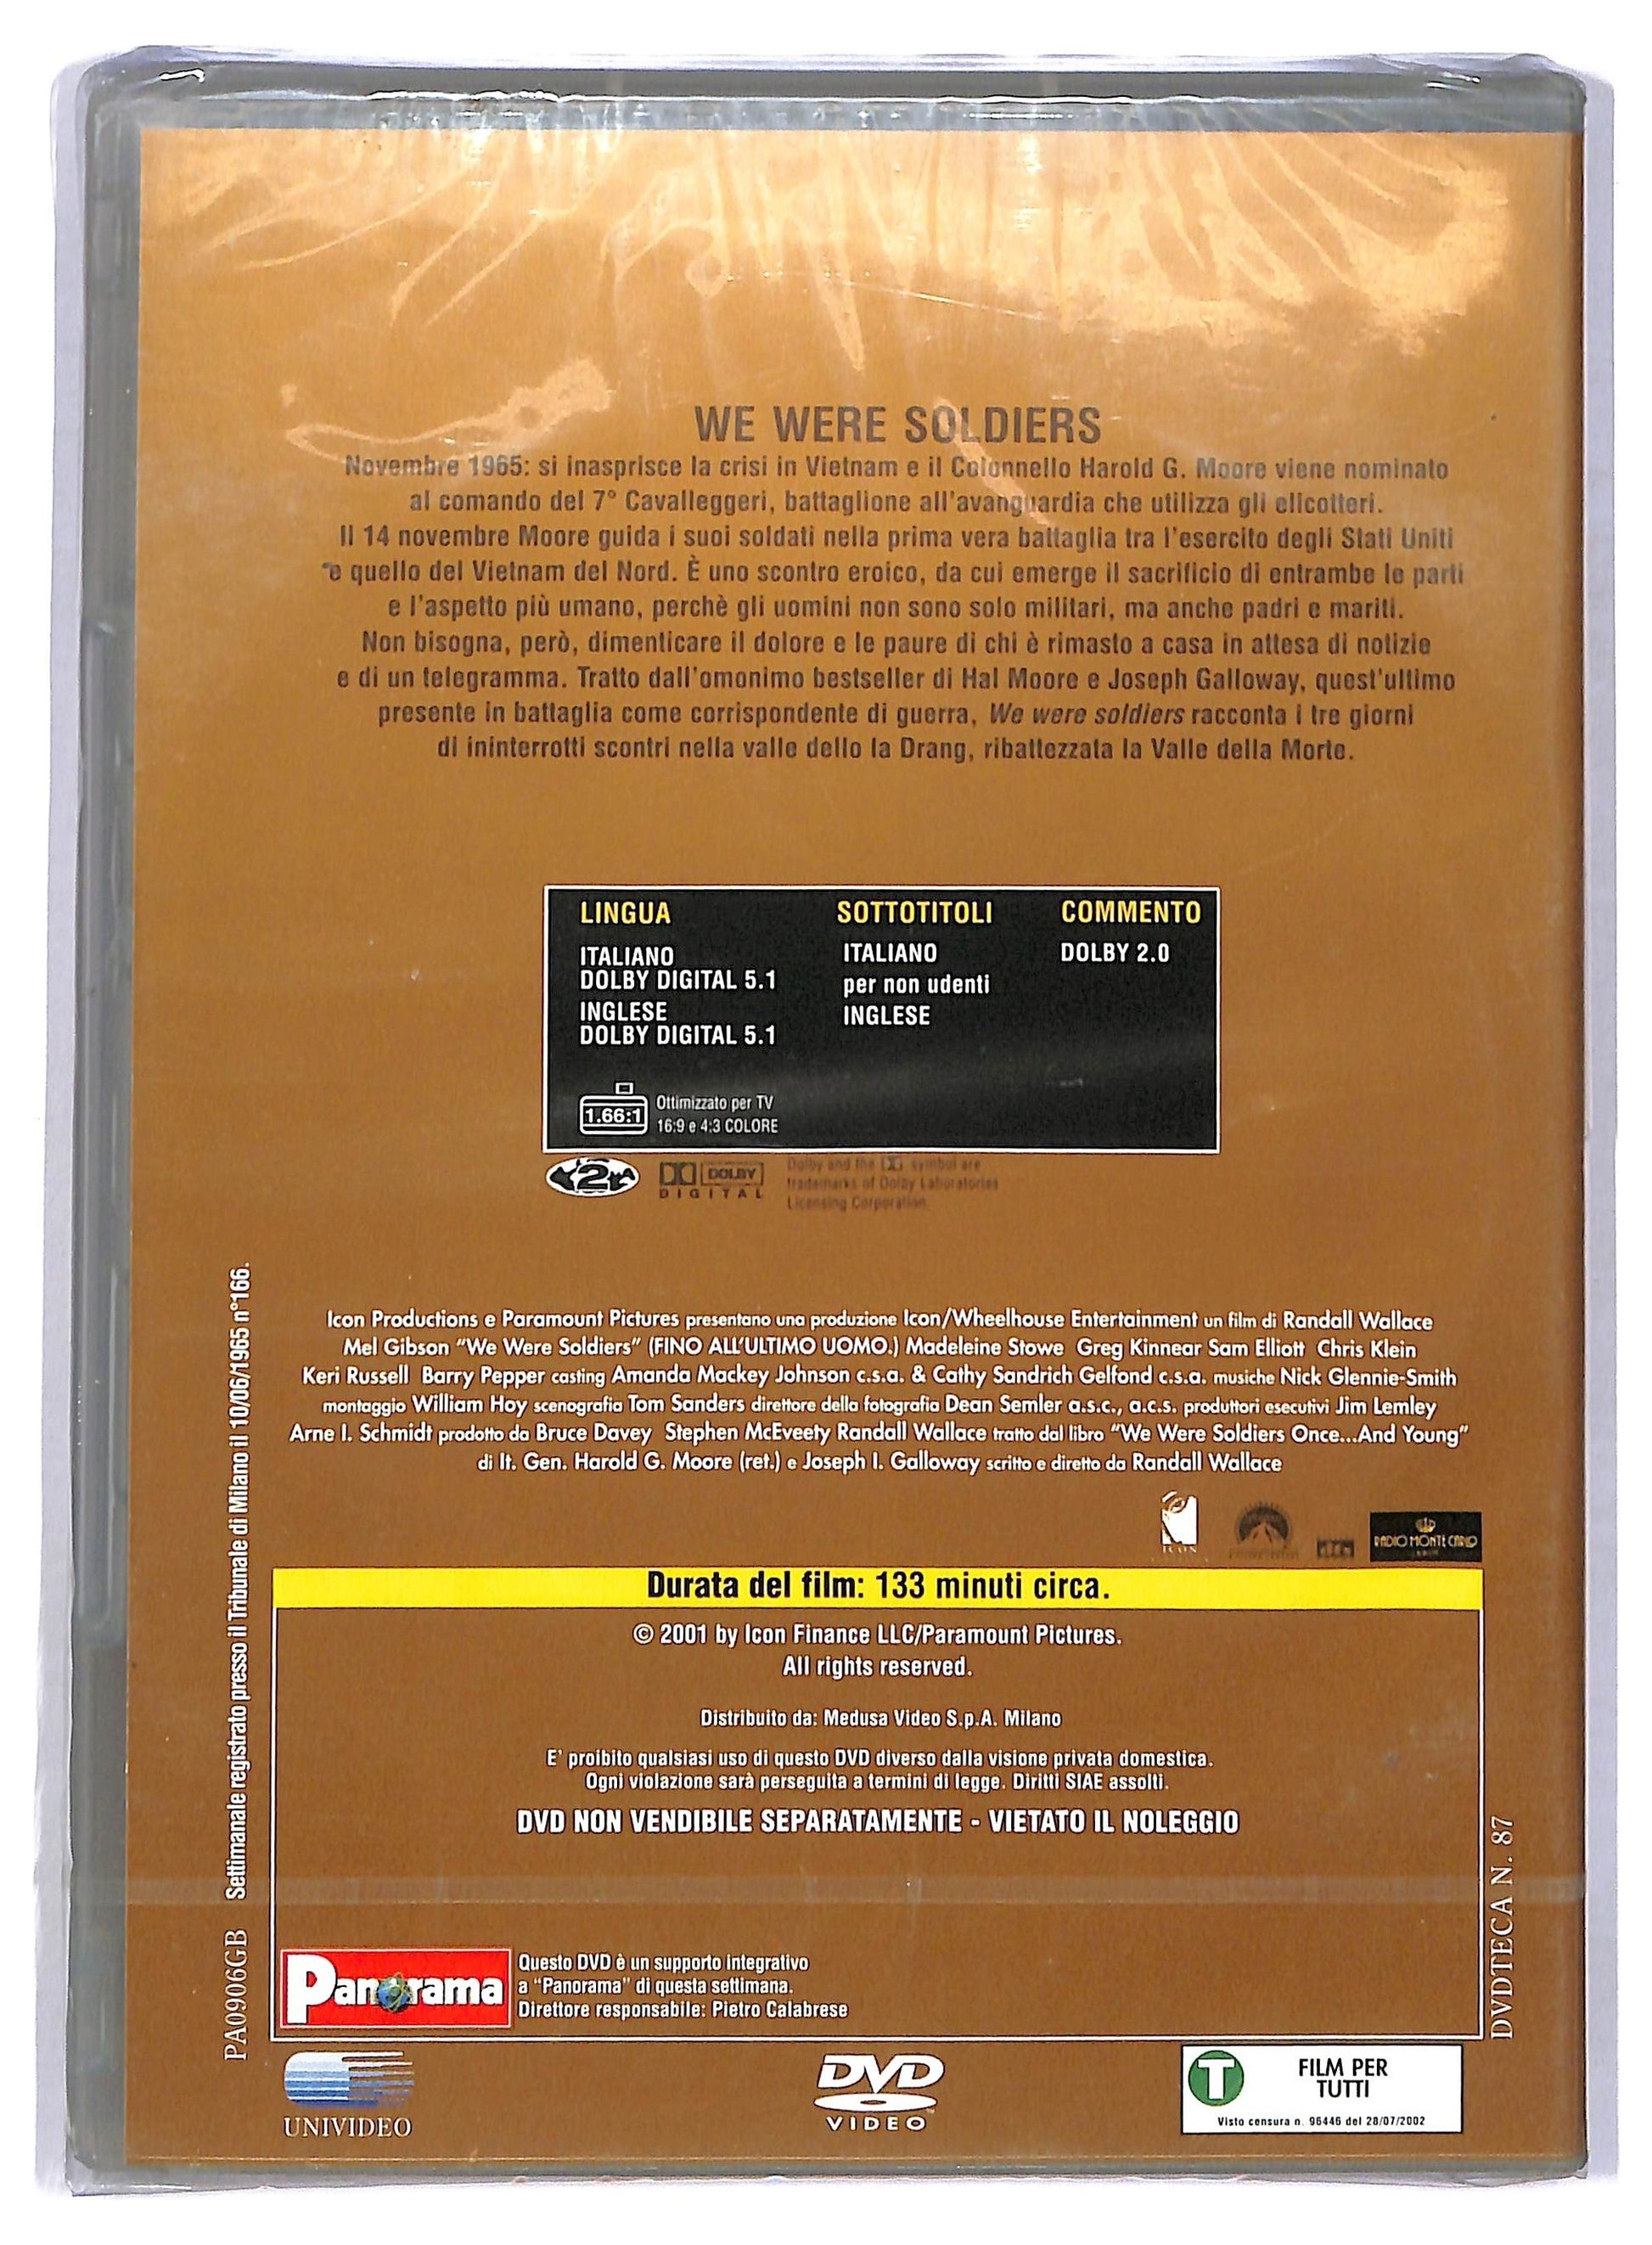 WE WERE SOLDIERS
Novembre 1965: si inasprisce la crisi in Vietnam e il Colonnello Harold G. Moore viene nominato
al comando del 7° Cavalleggeri, battaglione all'avanguardia che utilizza gli elicotteri.
Il 14 novembre Moore guida i suoi soldati nella prima vera battaglia tra l'esercito degli Stati Uniti
e quello del Vietnam del Nord. È uno scontro eroico, da cui emerge il sacrificio di entrambe le parti
e l'aspetto più umano, perchè gli uomini non sono solo militari, ma anche padri e mariti.
Non bisogna, però, dimenticare il dolore e le paure di chi è rimasto a casa in attesa di notizie
e di un telegramma. Tratto dall'omonimo bestseller di Hal Moore e Joseph Galloway, quest'ultimo
presente in battaglia come corrispondente di guerra, We were soldiers racconta i tre giorni
di ininterrotti scontri nella valle dello Ia Drang, ribattezzata la Valle della Morte.
LINGUA
ITALIANO
DOLBY DIGITAL 5.1
INGLESE
DOLBY DIGITAL 5.1
SOTTOTITOLI
ITALIANO
per non udenti
INGLESE
COMMENTO
DOLBY 2.0
1.66:1
Ottimizzato per TV
16:9 e 4:3 COLORE
2
DOLBY
DIGITAL
Dolby and the symbol are
trademarks of Dolby Laboratories
Licensing Corporation.
Icon Productions e Paramount Pictures presentano una produzione Icon/Wheelhouse Entertainment un film di Randall Wallace
Mel Gibson "We Were Soldiers" (FINO ALL'ULTIMO UOMO.) Madeleine Stowe Greg Kinnear Sam Elliott Chris Klein
Keri Russell Barry Pepper casting Amanda Mackey Johnson c.s.a. & Cathy Sandrich Gelfond c.s.a. musiche Nick Glennie-Smith
montaggio William Hoy scenografia Tom Sanders direttore della fotografia Dean Semler a.s.c., a.c.s. produttori esecutivi Jim Lemley
Arne l. Schmidt prodotto da Bruce Davey Stephen McEveety Randall Wallace tratto dal libro "We Were Soldiers Once...And Young"
di lt. Gen. Harold G. Moore (ret.) e Joseph l. Galloway scritto e diretto da Randall Wallace
ICON
RADIO MONTE CARLO
Durata del film: 133 minuti circa.
© 2001 by Icon Finance LLC/Paramount Pictures.
All rights reserved.
Distribuito da: Medusa Video S.p.A. Milano
E' proibito qualsiasi uso di questo DVD diverso dalla visione privata domestica.
Ogni violazione sarà perseguita a termini di legge. Diritti SIAE assolti.
DVD NON VENDIBILE SEPARATAMENTE - VIETATO IL NOLEGGIO
Panorama
Questo DVD è un supporto integrativo
a "Panorama" di questa settimana.
Direttore responsabile: Pietro Calabrese
UNIVIDEO
DVD
VIDEO
T
FILM PER
TUTTI
Visto censura n. 96446 del 28/07/2002
PA0906GB Settimanale registrato presso il Tribunale di Milano il 10/06/1965 n°166.
DVDTECA N. 87